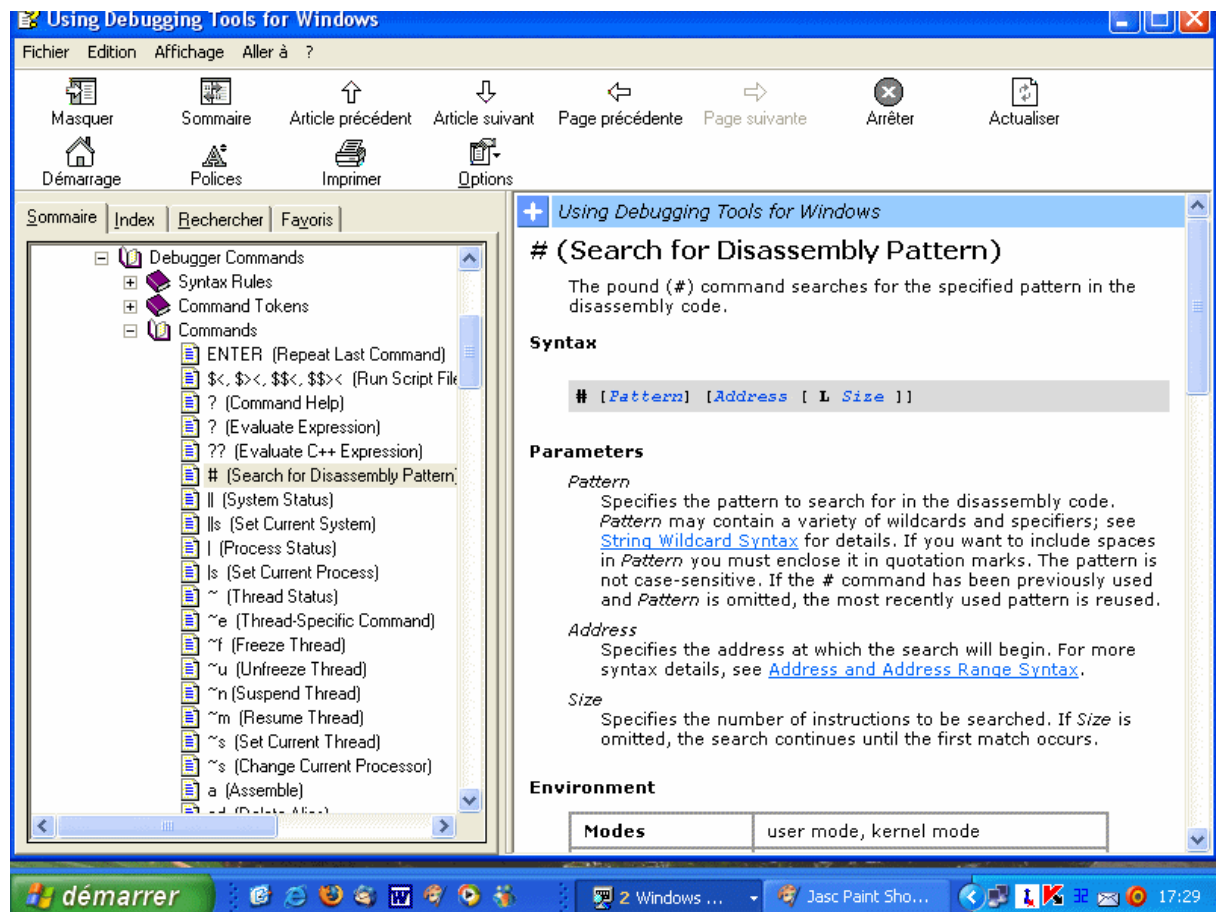 Using Debugging Tools for Windows
Fichier Edition Affichage Aller à ?
Masquer Sommaire Article précédent Article suivant Page précédente Page suivante Arrêter Actualiser
Démarrage Polices Imprimer Options
Sommaire Index Rechercher Favoris
Debugger Commands
Syntax Rules
Command Tokens
Commands
ENTER (Repeat Last Command)
$<, $><, $$<, $$>< (Run Script File
? (Command Help)
? (Evaluate Expression)
?? (Evaluate C++ Expression)
# (Search for Disassembly Pattern)
|| (System Status)
||s (Set Current System)
| (Process Status)
|s (Set Current Process)
~ (Thread Status)
~e (Thread-Specific Command)
~f (Freeze Thread)
~u (Unfreeze Thread)
~n (Suspend Thread)
~m (Resume Thread)
~s (Set Current Thread)
~s (Change Current Processor)
a (Assemble)
Using Debugging Tools for Windows
# (Search for Disassembly Pattern)
The pound (#) command searches for the specified pattern in the
disassembly code.
Syntax
# [Pattern] [Address [ L Size ]]
Parameters
Pattern
Specifies the pattern to search for in the disassembly code.
Pattern may contain a variety of wildcards and specifiers; see
String Wildcard Syntax for details. If you want to include spaces
in Pattern you must enclose it in quotation marks. The pattern is
not case-sensitive. If the # command has been previously used
and Pattern is omitted, the most recently used pattern is reused.
Address
Specifies the address at which the search will begin. For more
syntax details, see Address and Address Range Syntax.
Size
Specifies the number of instructions to be searched. If Size is
omitted, the search continues until the first match occurs.
Environment
Modes user mode, kernel mode
démarrer 2 Windows ... Jasc Paint Sho... 17:29